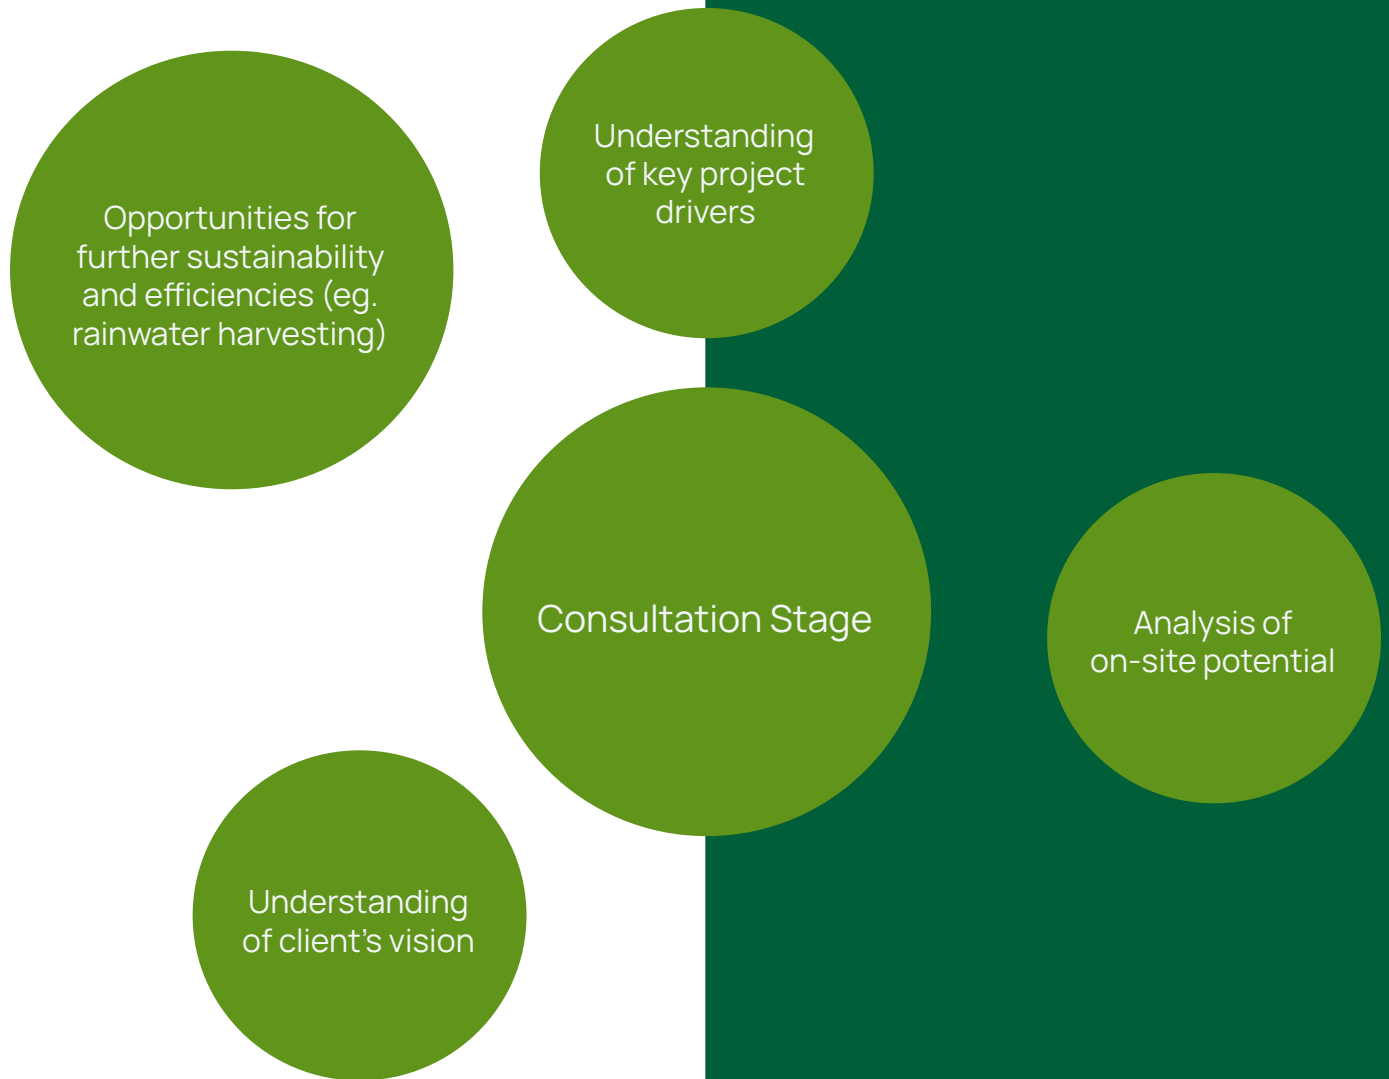 Understanding
of key project
drivers
Opportunities for
further sustainability
and efficiencies (eg.
rainwater harvesting)
Consultation Stage
Analysis of
on-site potential
Understanding
of client’s vision